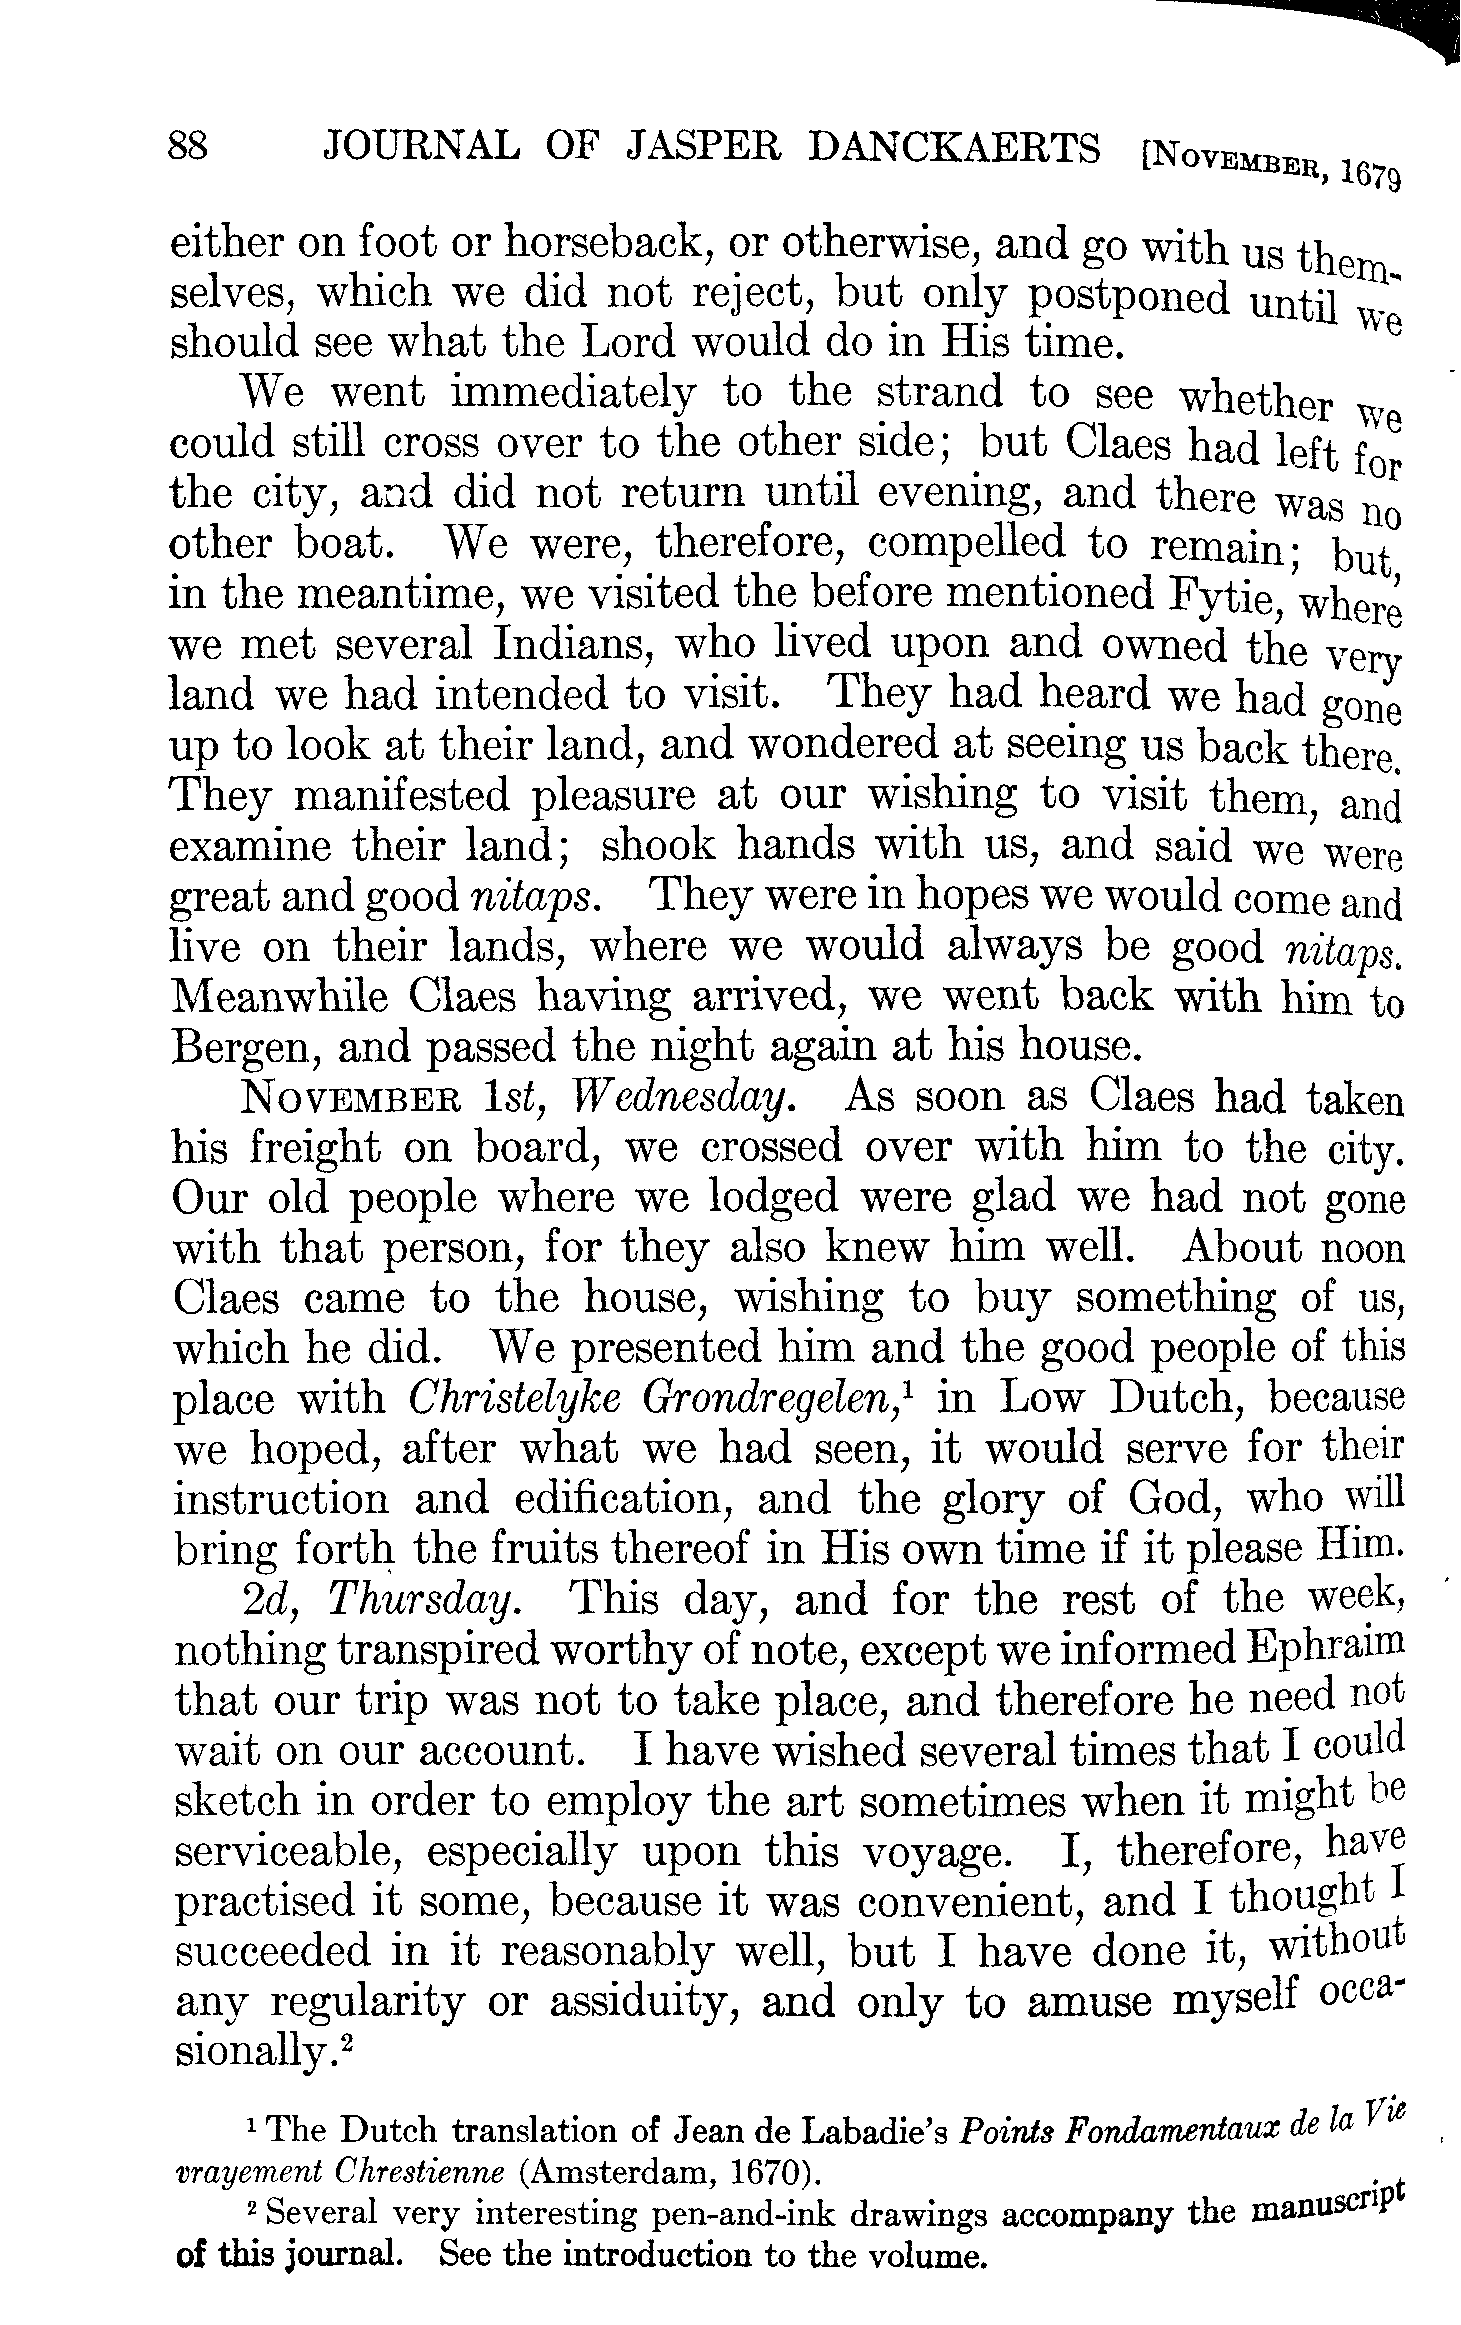 88 JOURNAL OF JASPER DANCKAERTS [NOVEMBER, 1679
either on foot or horseback, or otherwise, and go with us them-
selves, which we did not reject, but only postponed until we
should see what the Lord would do in His time.
We went immediately to the strand to see whether we
could still cross over to the other side; but Claes had left for
the city, and did not return until evening, and there was no
other boat. We were, therefore, compelled to remain; but,
in the meantime, we visited the before mentioned Fytie, where
we met several Indians, who lived upon and owned the very
land we had intended to visit. They had heard we had gone
up to look at their land, and wondered at seeing us back there.
They manifested pleasure at our wishing to visit them, and
examine their land; shook hands with us, and said we were
great and good nitaps. They were in hopes we would come and
live on their lands, where we would always be good nitaps.
Meanwhile Claes having arrived, we went back with him to
Bergen, and passed the night again at his house.
NOVEMBER 1st, Wednesday. As soon as Claes had taken
his freight on board, we crossed over with him to the city.
Our old people where we lodged were glad we had not gone
with that person, for they also knew him well. About noon
Claes came to the house, wishing to buy something of us,
which he did. We presented him and the good people of this
place with Christelyke Grondregelen,¹ in Low Dutch, because
we hoped, after what we had seen, it would serve for their
instruction and edification, and the glory of God, who will
bring forth the fruits thereof in His own time if it please Him.
2d, Thursday. This day, and for the rest of the week,
nothing transpired worthy of note, except we informed Ephraim
that our trip was not to take place, and therefore he need not
wait on our account. I have wished several times that I could
sketch in order to employ the art sometimes when it might be
serviceable, especially upon this voyage. I, therefore, have
practised it some, because it was convenient, and I thought I
succeeded in it reasonably well, but I have done it, without
any regularity or assiduity, and only to amuse myself occa-
sionally.²
¹ The Dutch translation of Jean de Labadie's Points Fondamentaux de la Vie
vrayement Chrestienne (Amsterdam, 1670).
² Several very interesting pen-and-ink drawings accompany the manuscript
of this journal. See the introduction to the volume.